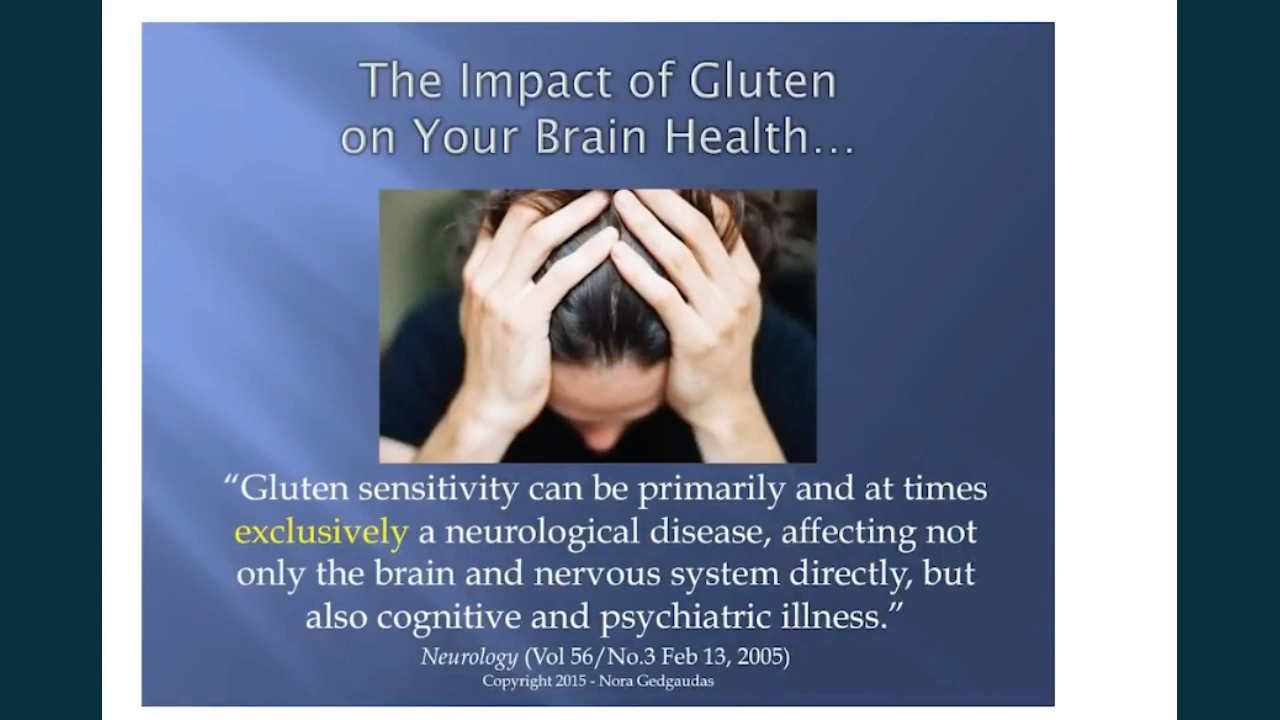 The Impact of Gluten
on Your Brain Health...
“Gluten sensitivity can be primarily and at times
exclusively a neurological disease, affecting not
only the brain and nervous system directly, but
also cognitive and psychiatric illness.”
Neurology (Vol 56/No.3 Feb 13, 2005)
Copyright 2015 - Nora Gedgaudas